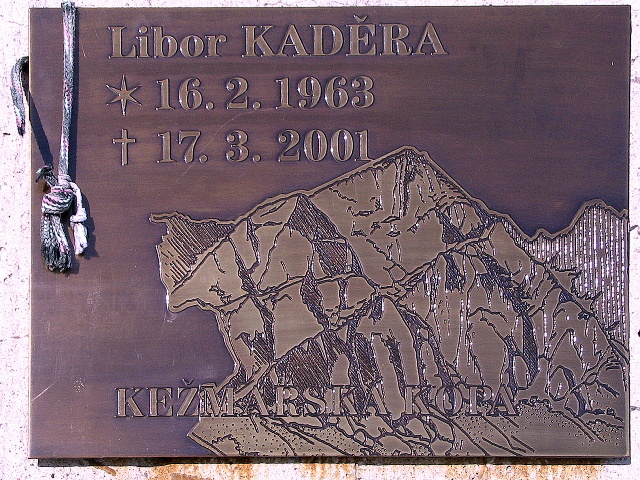 Libor KADĚRA
* 16. 2. 1963
† 17. 3. 2001
KEŽMARSKÁ KOPA